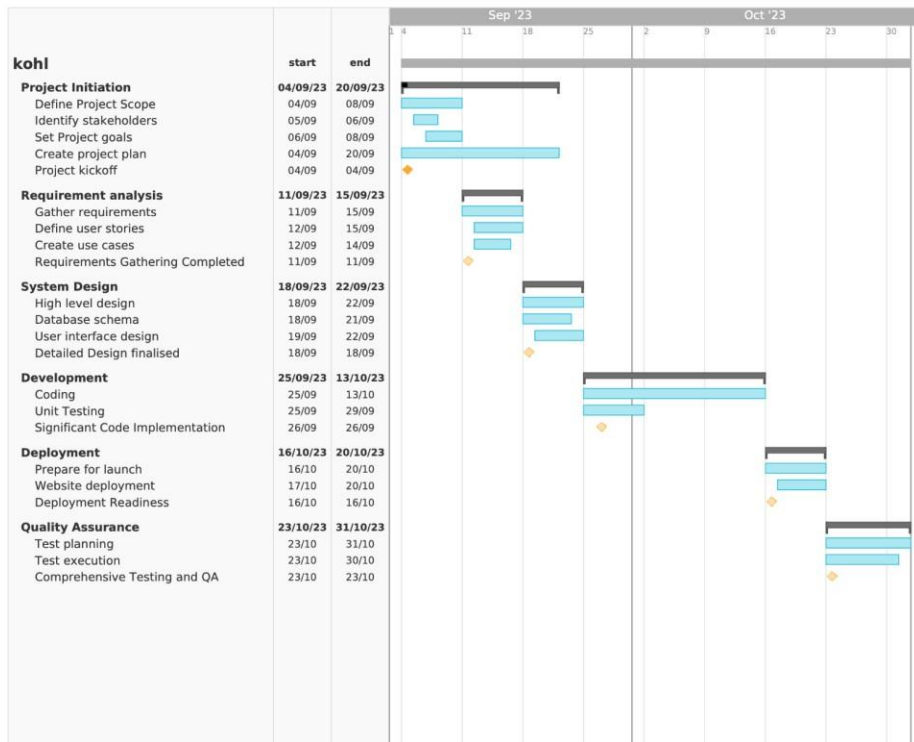 Sep '23 Oct '23
1 4 11 18 25 2 9 16 23 30
kohl start end
Project Initiation 04/09/23 20/09/23
Define Project Scope 04/09 08/09
Identify stakeholders 05/09 06/09
Set Project goals 06/09 08/09
Create project plan 04/09 20/09
Project kickoff 04/09 04/09
Requirement analysis 11/09/23 15/09/23
Gather requirements 11/09 15/09
Define user stories 12/09 15/09
Create use cases 12/09 14/09
Requirements Gathering Completed 11/09 11/09
System Design 18/09/23 22/09/23
High level design 18/09 22/09
Database schema 18/09 21/09
User interface design 19/09 22/09
Detailed Design finalised 18/09 18/09
Development 25/09/23 13/10/23
Coding 25/09 13/10
Unit Testing 25/09 29/09
Significant Code Implementation 26/09 26/09
Deployment 16/10/23 20/10/23
Prepare for launch 16/10 20/10
Website deployment 17/10 20/10
Deployment Readiness 16/10 16/10
Quality Assurance 23/10/23 31/10/23
Test planning 23/10 31/10
Test execution 23/10 30/10
Comprehensive Testing and QA 23/10 23/10